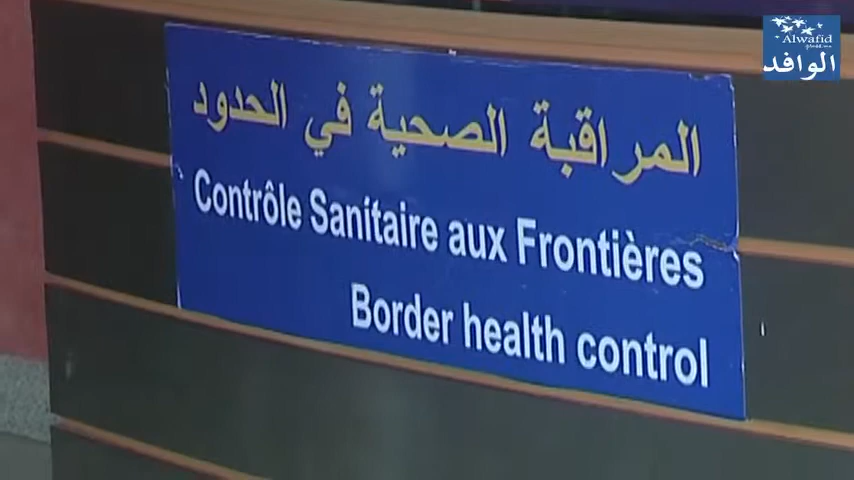 Alwafid
الوافد
المراقبة الصحية في الحدود
Contrôle Sanitaire aux Frontières
Border health control